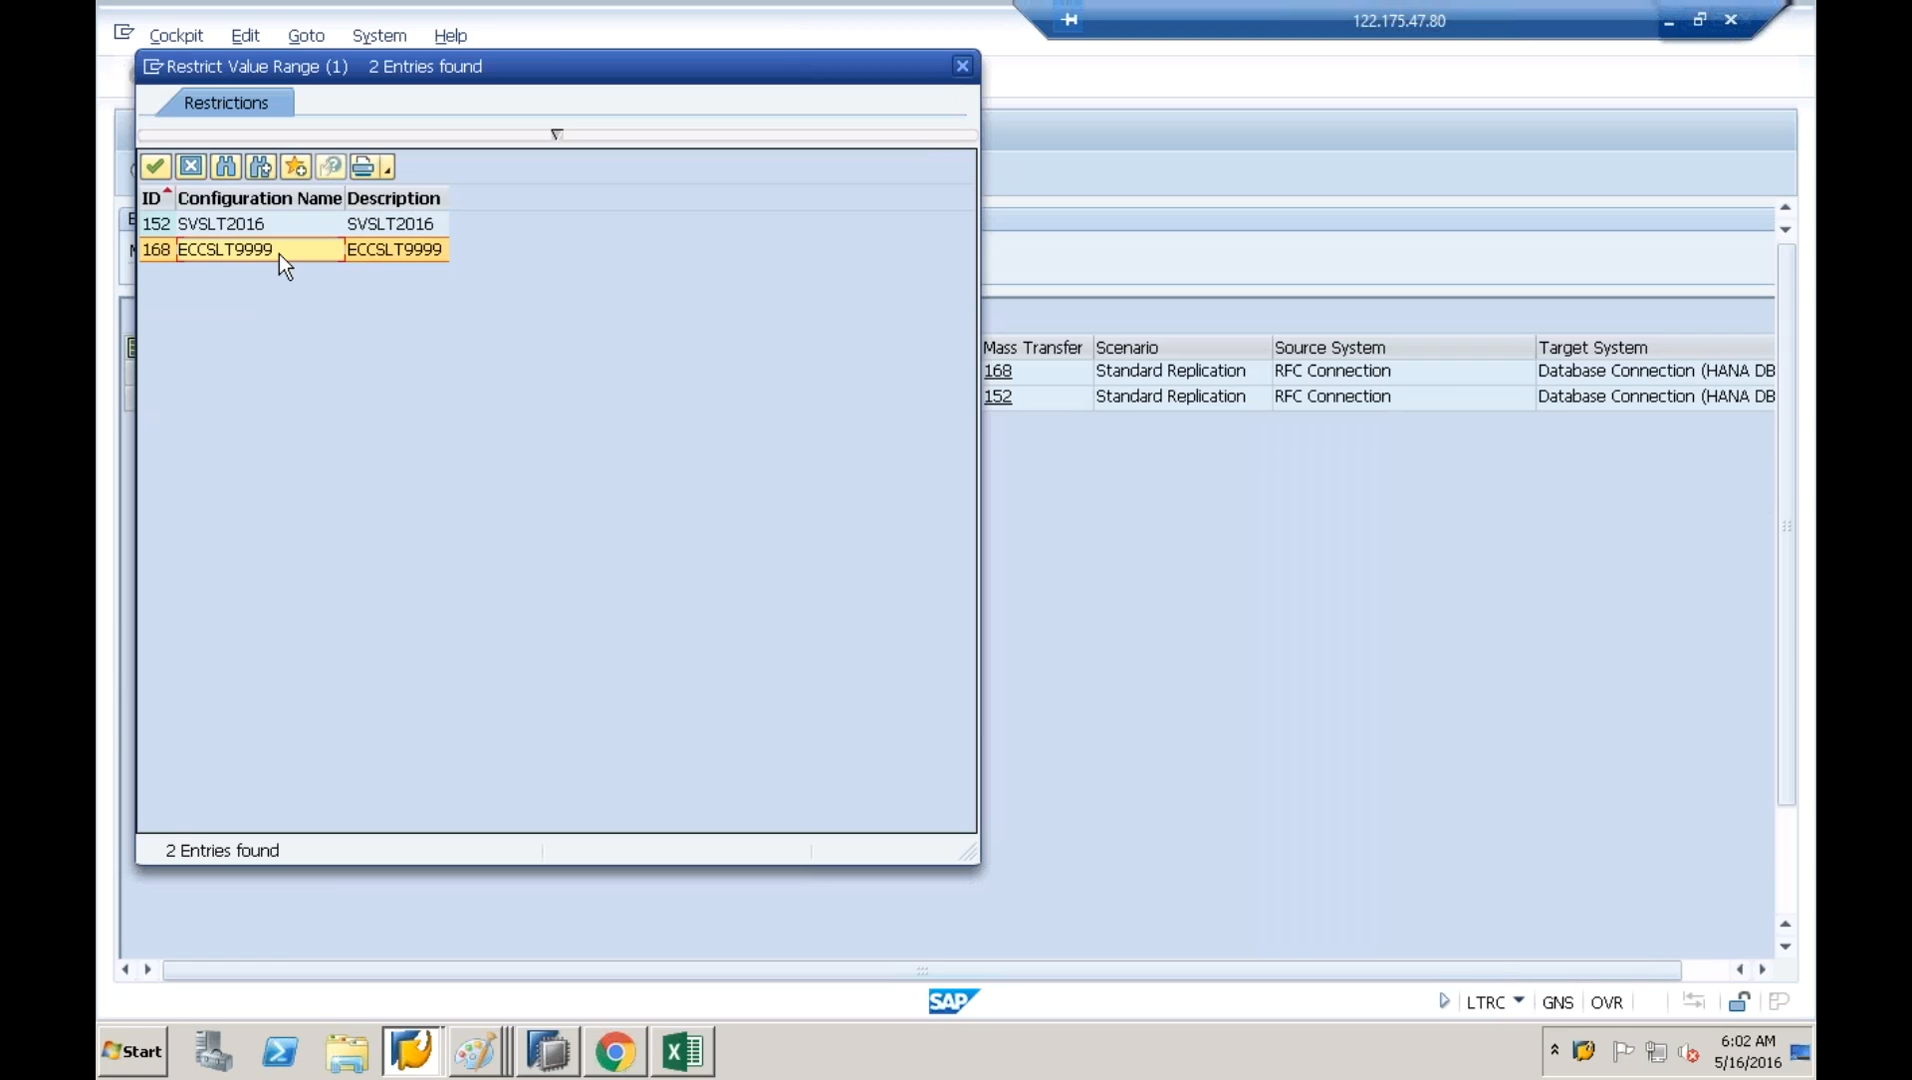 122.175.47.80
Cockpit Edit Goto System Help
Restrict Value Range (1) 2 Entries found
Restrictions
ID Configuration Name Description
152 SVSLT2016 SVSLT2016
168 ECCSLT9999 ECCSLT9999
Mass Transfer Scenario Source System Target System
168 Standard Replication RFC Connection Database Connection (HANA DB
152 Standard Replication RFC Connection Database Connection (HANA DB
2 Entries found
SAP
LTRC GNS OVR
Start
6:02 AM
5/16/2016